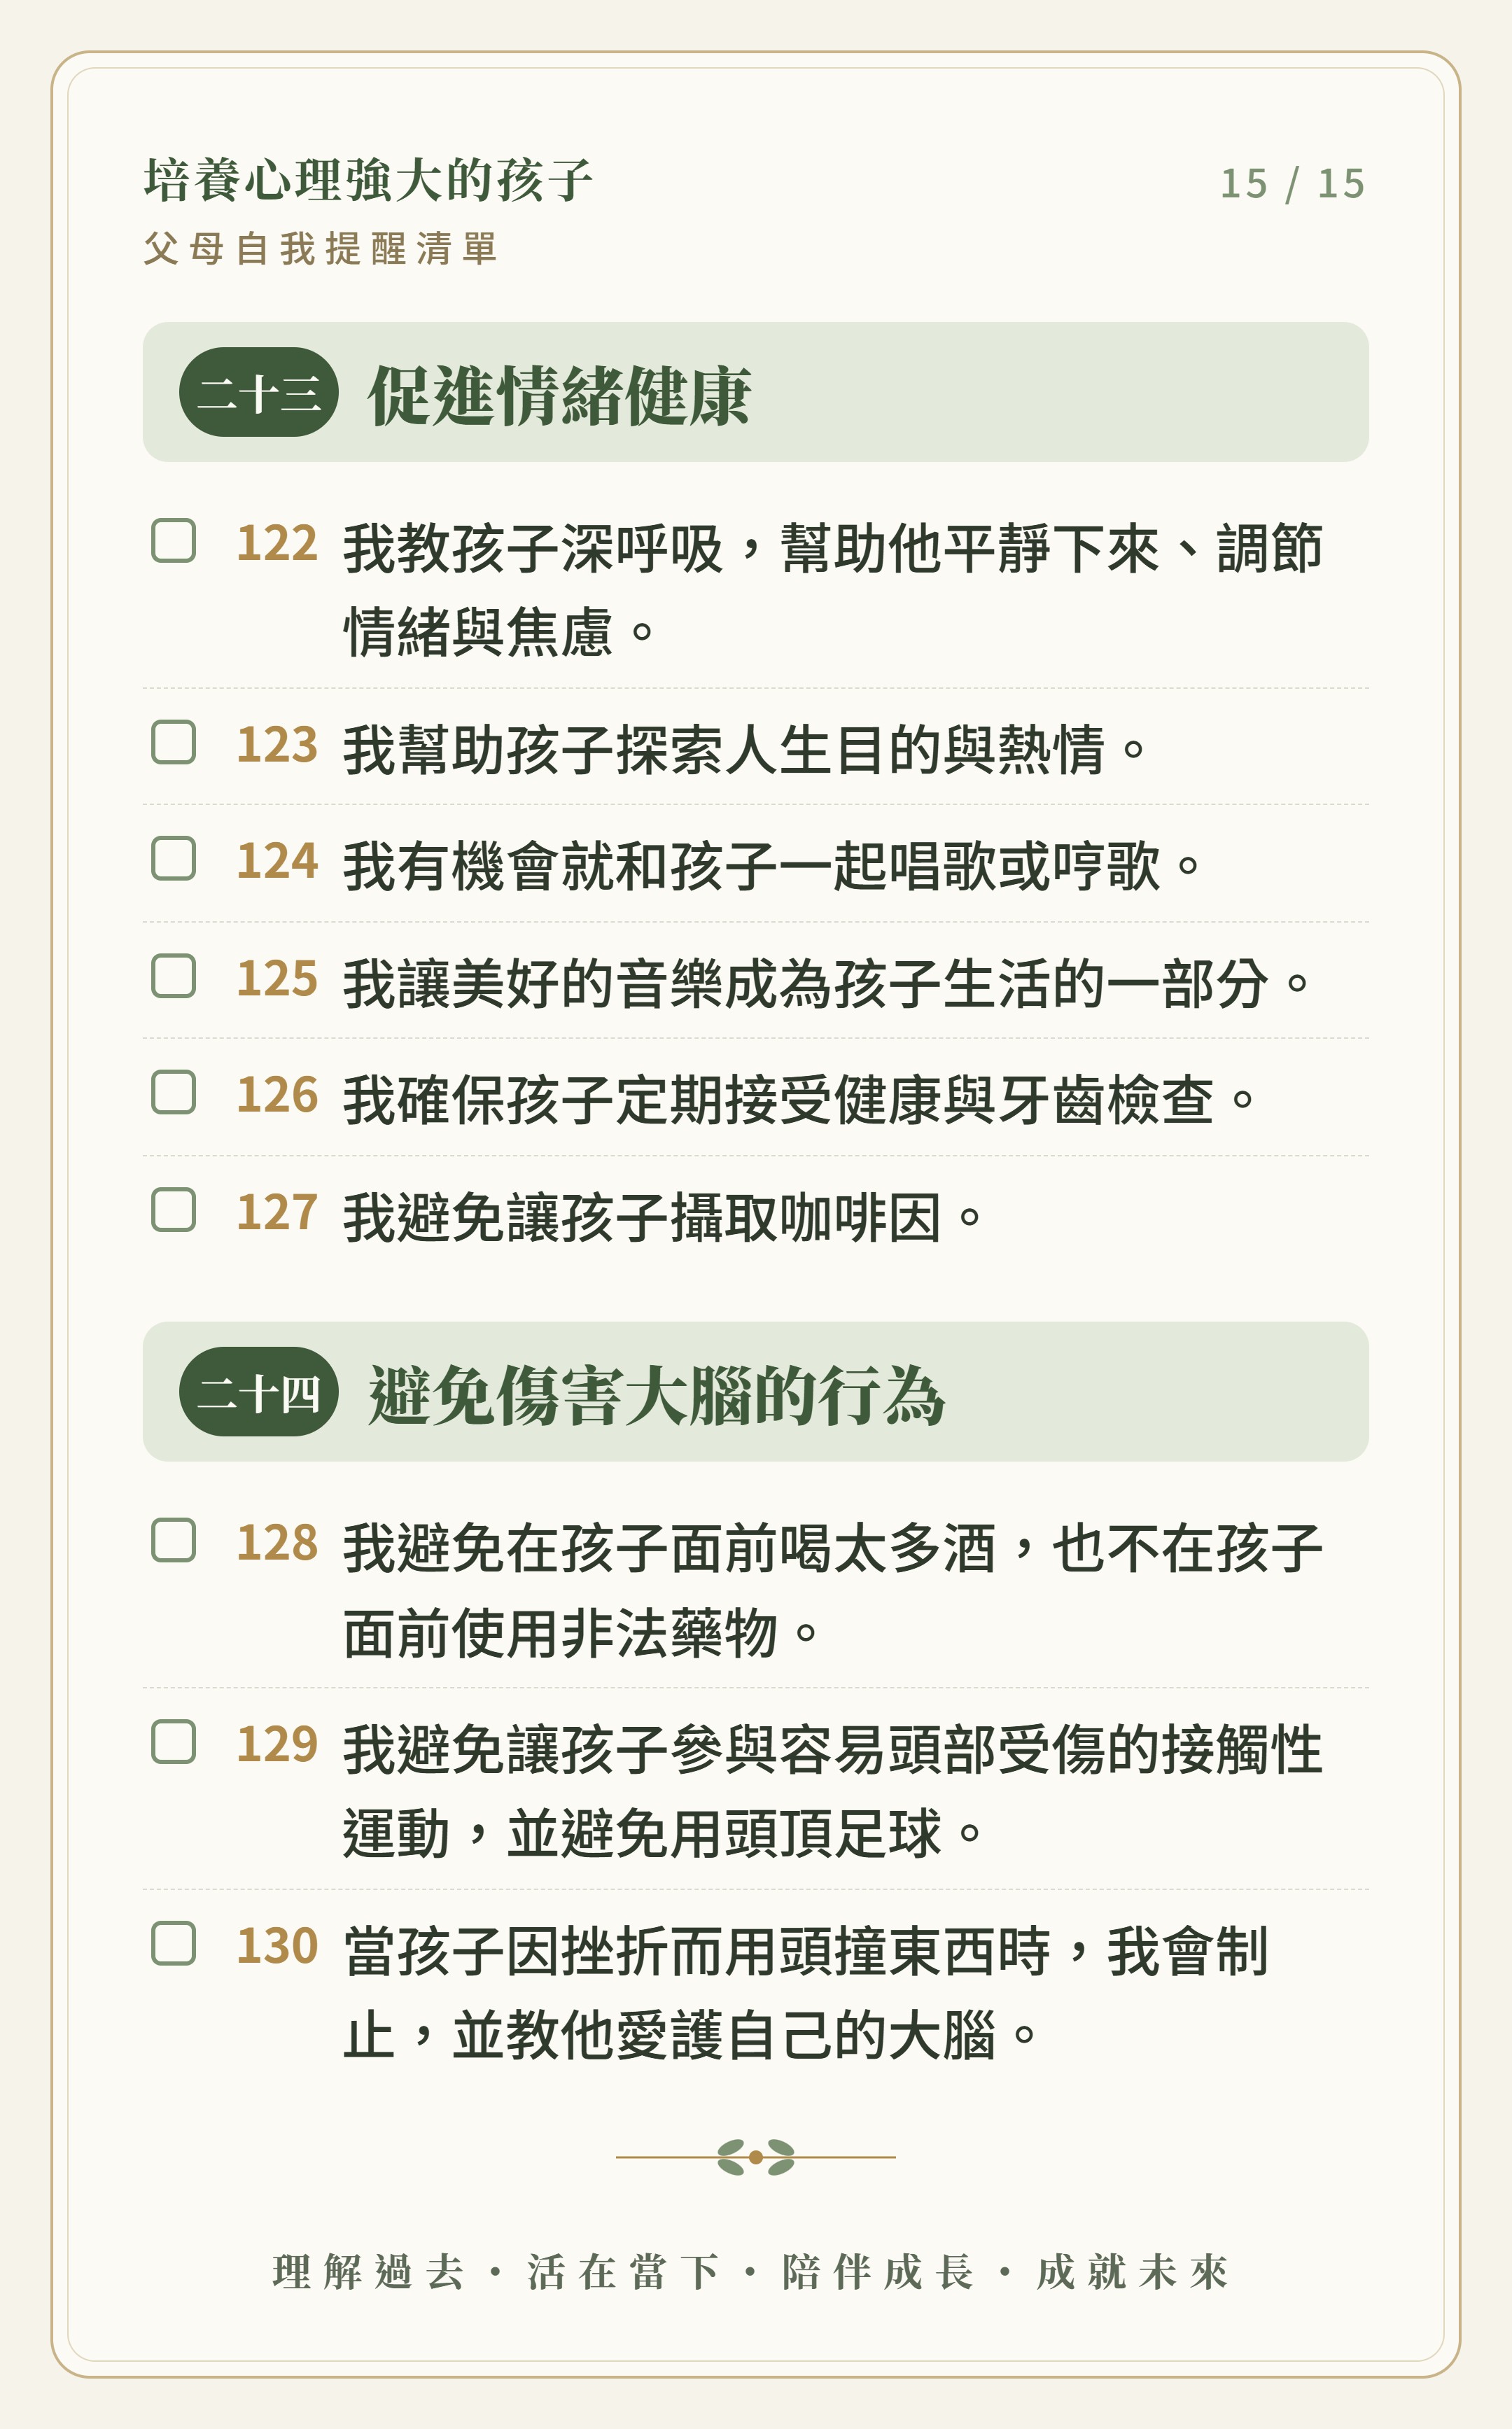 培養心理強大的孩子
15 / 15
父母自我提醒清單
二十三 促進情緒健康
122 我教孩子深呼吸，幫助他平靜下來、調節
情緒與焦慮。
123 我幫助孩子探索人生目的與熱情。
124 我有機會就和孩子一起唱歌或哼歌。
125 我讓美好的音樂成為孩子生活的一部分。
126 我確保孩子定期接受健康與牙齒檢查。
127 我避免讓孩子攝取咖啡因。
二十四 避免傷害大腦的行為
128 我避免在孩子面前喝太多酒，也不在孩子
面前使用非法藥物。
129 我避免讓孩子參與容易頭部受傷的接觸性
運動，並避免用頭頂足球。
130 當孩子因挫折而用頭撞東西時，我會制
止，並教他愛護自己的大腦。
理解過去・活在當下・陪伴成長・成就未來